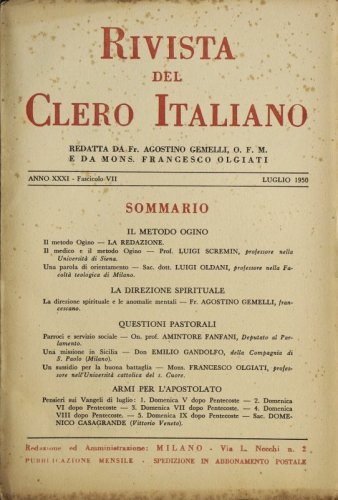 RIVISTA
DEL
CLERO ITALIANO
REDATTA DA Fr. AGOSTINO GEMELLI, O. F. M.
E DA MONS. FRANCESCO OLGIATI
ANNO XXXI - Fascicolo VII LUGLIO 1950
SOMMARIO
IL METODO OGINO
Il metodo Ogino — LA REDAZIONE.
Il medico e il metodo Ogino — Prof. LUIGI SCREMIN, professore nella
Università di Siena.
Una parola di orientamento — Sac. dott. LUIGI OLDANI, professore nella Fa-
coltà teologica di Milano.
LA DIREZIONE SPIRITUALE
La direzione spirituale e le anomalie mentali — Fr. AGOSTINO GEMELLI, fran-
cescano.
QUESTIONI PASTORALI
Parroci e servizio sociale — On. prof. AMINTORE FANFANI, Deputato al Par-
lamento.
Una missione in Sicilia — Don EMILIO GANDOLFO, della Compagnia di
S. Paolo (Milano).
Un sussidio per la buona battaglia — Mons. FRANCESCO OLGIATI, profes-
sore nell'Università cattolica del s. Cuore.
ARMI PER L'APOSTOLATO
Pensieri sui Vangeli di luglio: 1. Domenica V dopo Pentecoste — 2. Domenica
VI dopo Pentecoste — 3. Domenica VII dopo Pentecoste — 4. Domenica
VIII dopo Pentecoste — 5. Domenica IX dopo Pentecoste — Sac. DOME-
NICO CASAGRANDE (Vittorio Veneto).
Redazione ed Amministrazione: MILANO - Via L. Necchi n. 2
PUBBLICAZIONE MENSILE - SPEDIZIONE IN ABBONAMENTO POSTALE